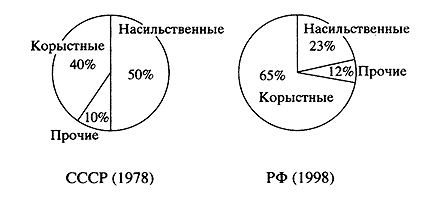 Корыстные
40%
Насильственные
50%
10%
Прочие
СССР (1978)
Насильственные
23%
12% Прочие
65%
Корыстные
РФ (1998)